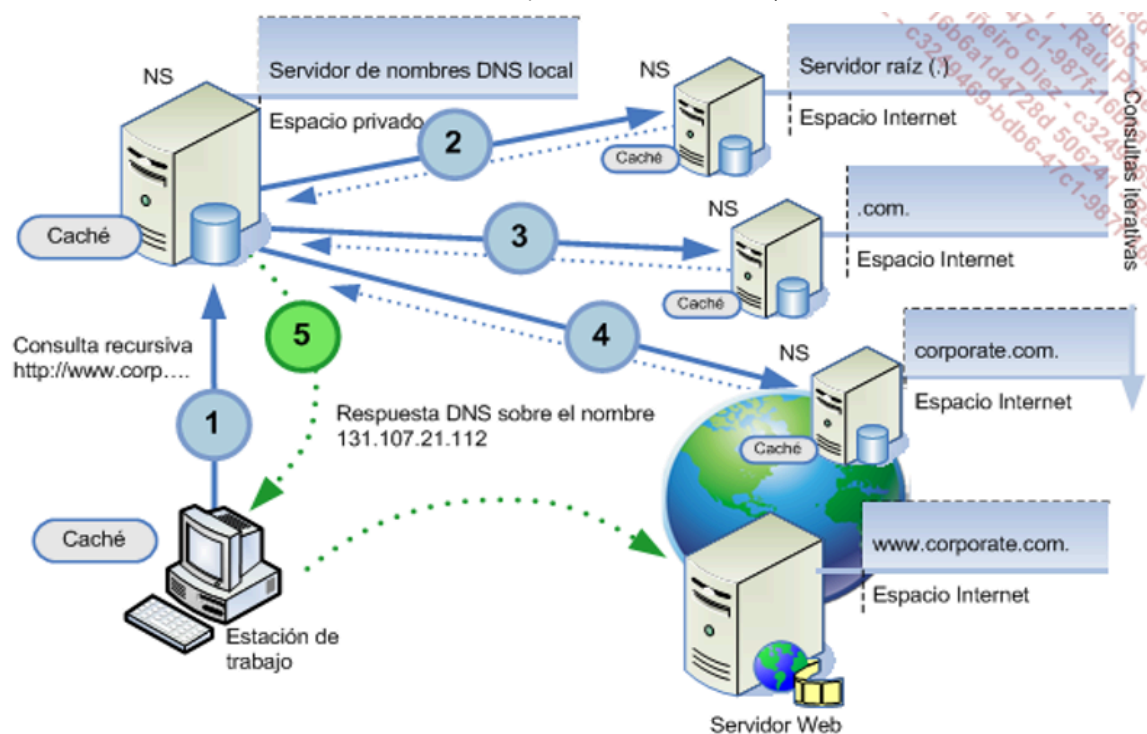 NS
Servidor de nombres DNS local
Espacio privado
Caché
2
NS
Servidor raíz (.)
Espacio Internet
Caché
3
NS
.com.
Espacio Internet
Caché
Consultas iterativas
4
NS
corporate.com.
Espacio Internet
Caché
Consulta recursiva
http://www.corp....
1
5
Respuesta DNS sobre el nombre
131.107.21.112
Caché
Estación de
trabajo
www.corporate.com.
Espacio Internet
Servidor Web